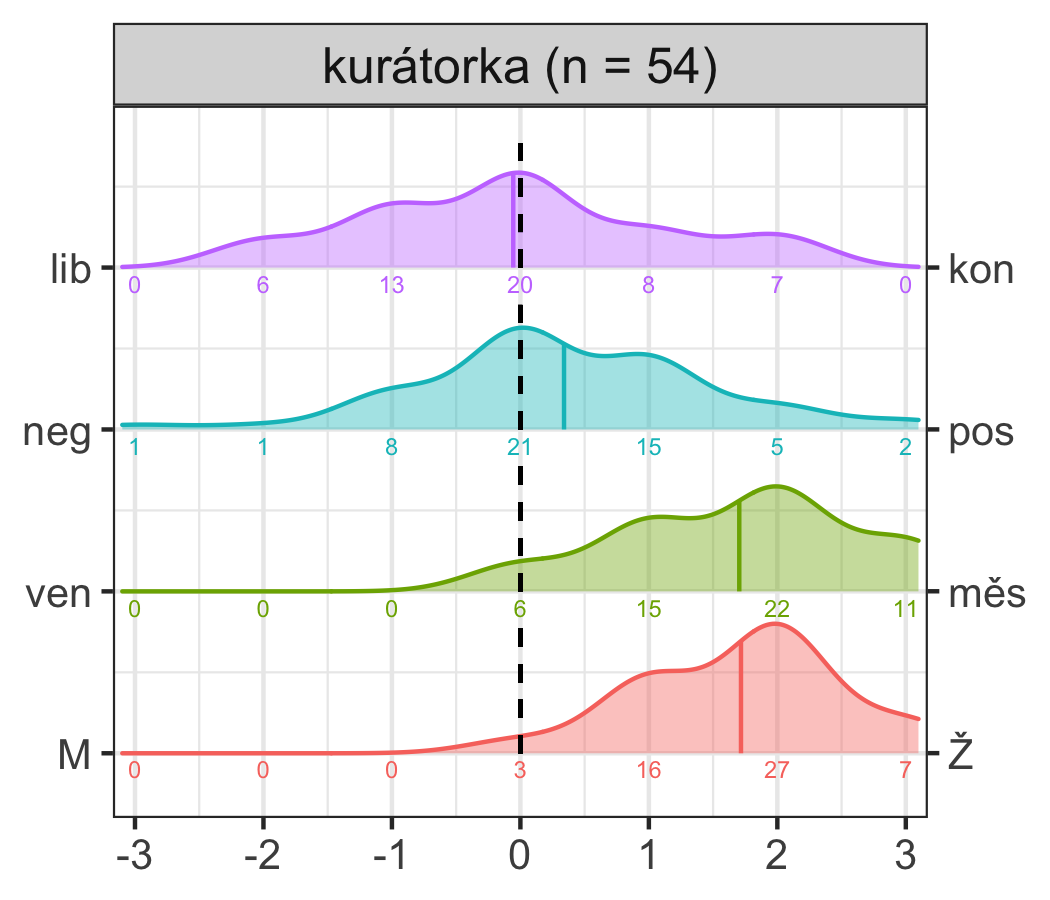 kurátorka (n = 54)
lib kon
0 6 13 20 8 7 0
neg pos
1 1 8 21 15 5 2
ven měs
0 0 0 6 15 22 11
M Ž
0 0 0 3 16 27 7
-3 -2 -1 0 1 2 3